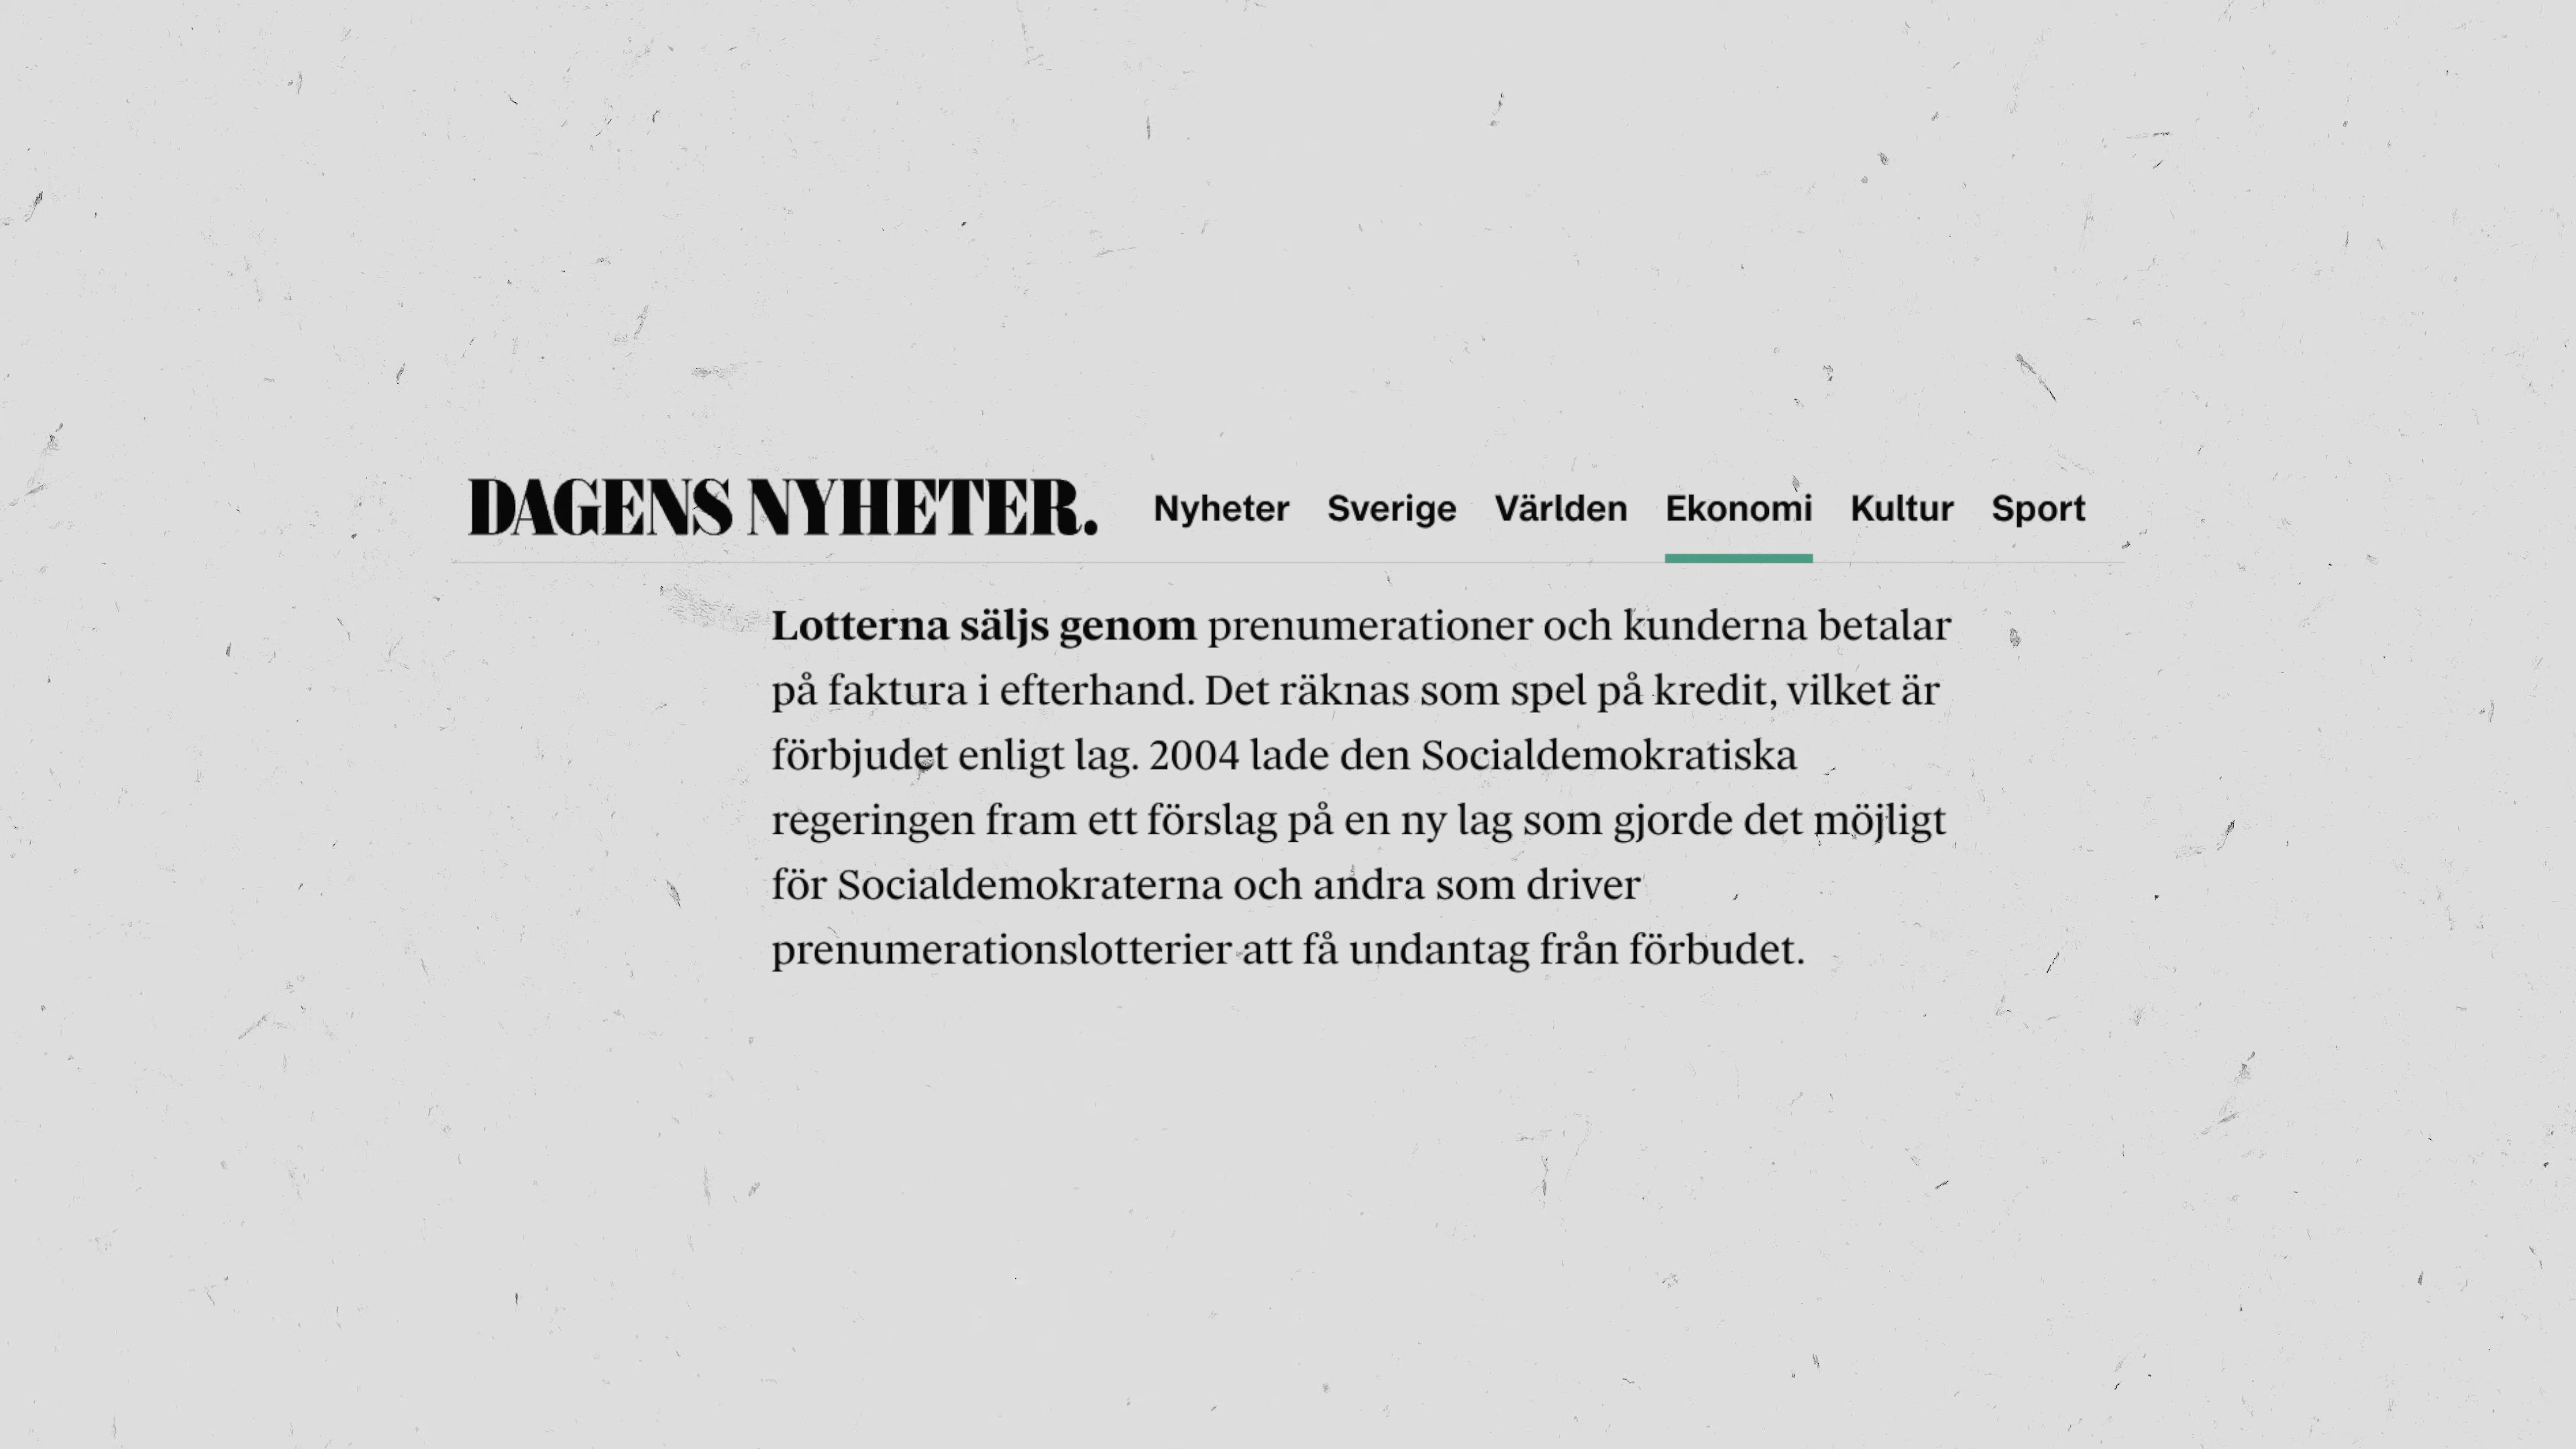 DAGENS NYHETER. Nyheter Sverige Världen Ekonomi Kultur Sport
Lotterna säljs genom prenumerationer och kunderna betalar
på faktura i efterhand. Det räknas som spel på kredit, vilket är
förbjudet enligt lag. 2004 lade den Socialdemokratiska
regeringen fram ett förslag på en ny lag som gjorde det möjligt
för Socialdemokraterna och andra som driver
prenumerationslotterier att få undantag från förbudet.